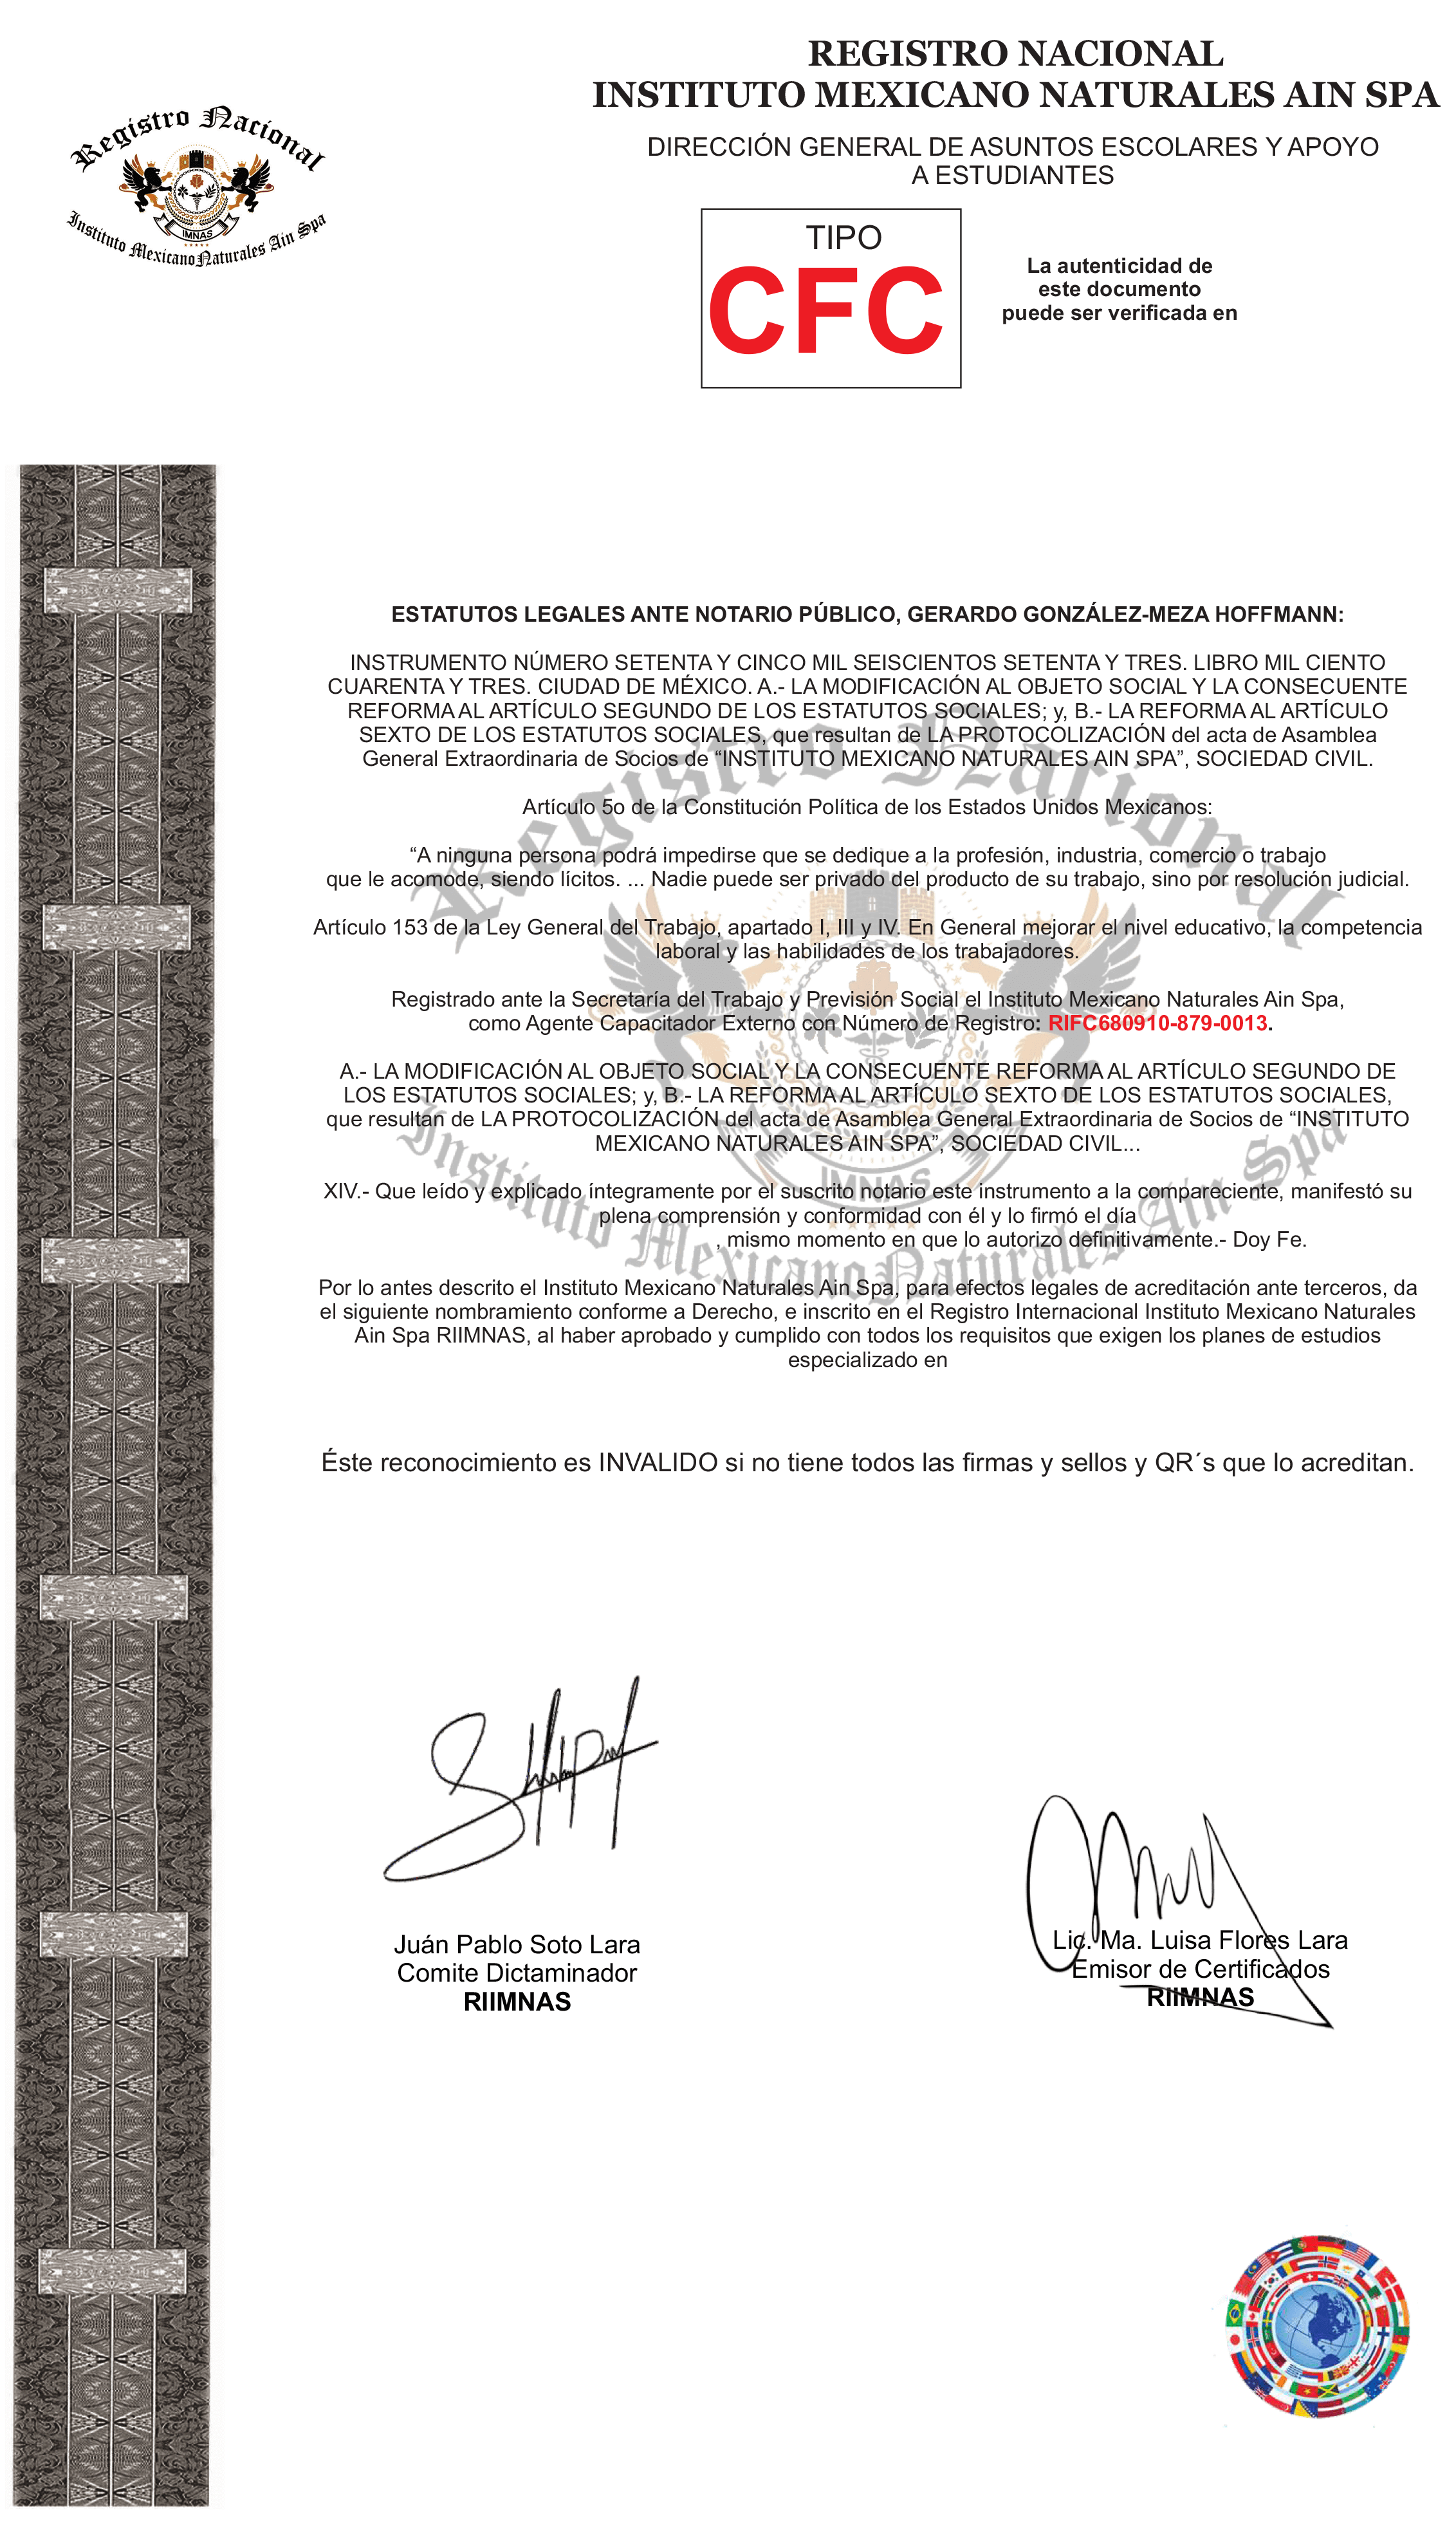 REGISTRO NACIONAL
INSTITUTO MEXICANO NATURALES AIN SPA
DIRECCIÓN GENERAL DE ASUNTOS ESCOLARES Y APOYO
A ESTUDIANTES
Registro Nacional
IMNAS
Instituto Mexicano Naturales Ain Spa
TIPO
CFC
La autenticidad de
este documento
puede ser verificada en
ESTATUTOS LEGALES ANTE NOTARIO PÚBLICO, GERARDO GONZÁLEZ-MEZA HOFFMANN:
INSTRUMENTO NÚMERO SETENTA Y CINCO MIL SEISCIENTOS SETENTA Y TRES. LIBRO MIL CIENTO
CUARENTA Y TRES. CIUDAD DE MÉXICO. A.- LA MODIFICACIÓN AL OBJETO SOCIAL Y LA CONSECUENTE
REFORMA AL ARTÍCULO SEGUNDO DE LOS ESTATUTOS SOCIALES; y, B.- LA REFORMA AL ARTÍCULO
SEXTO DE LOS ESTATUTOS SOCIALES, que resultan de LA PROTOCOLIZACIÓN del acta de Asamblea
General Extraordinaria de Socios de “INSTITUTO MEXICANO NATURALES AIN SPA”, SOCIEDAD CIVIL.
Artículo 5o de la Constitución Política de los Estados Unidos Mexicanos:
“A ninguna persona podrá impedirse que se dedique a la profesión, industria, comercio o trabajo
que le acomode, siendo lícitos. ... Nadie puede ser privado del producto de su trabajo, sino por resolución judicial.
Artículo 153 de la Ley General del Trabajo, apartado I, III y IV. En General mejorar el nivel educativo, la competencia
laboral y las habilidades de los trabajadores.
Registrado ante la Secretaría del Trabajo y Previsión Social el Instituto Mexicano Naturales Ain Spa,
como Agente Capacitador Externo con Número de Registro: RIFC680910-879-0013.
A.- LA MODIFICACIÓN AL OBJETO SOCIAL Y LA CONSECUENTE REFORMA AL ARTÍCULO SEGUNDO DE
LOS ESTATUTOS SOCIALES; y, B.- LA REFORMA AL ARTÍCULO SEXTO DE LOS ESTATUTOS SOCIALES,
que resultan de LA PROTOCOLIZACIÓN del acta de Asamblea General Extraordinaria de Socios de “INSTITUTO
MEXICANO NATURALES AIN SPA”, SOCIEDAD CIVIL...
XIV.- Que leído y explicado íntegramente por el suscrito notario este instrumento a la compareciente, manifestó su
plena comprensión y conformidad con él y lo firmó el día
, mismo momento en que lo autorizo definitivamente.- Doy Fe.
Por lo antes descrito el Instituto Mexicano Naturales Ain Spa, para efectos legales de acreditación ante terceros, da
el siguiente nombramiento conforme a Derecho, e inscrito en el Registro Internacional Instituto Mexicano Naturales
Ain Spa RIIMNAS, al haber aprobado y cumplido con todos los requisitos que exigen los planes de estudios
especializado en
Registro Nacional
IMNAS
Instituto Mexicano Naturales Ain Spa
Éste reconocimiento es INVALIDO si no tiene todos las firmas y sellos y QR´s que lo acreditan.
Juán Pablo Soto Lara
Comite Dictaminador
RIIMNAS
Lic. Ma. Luisa Flores Lara
Emisor de Certificados
RIIMNAS